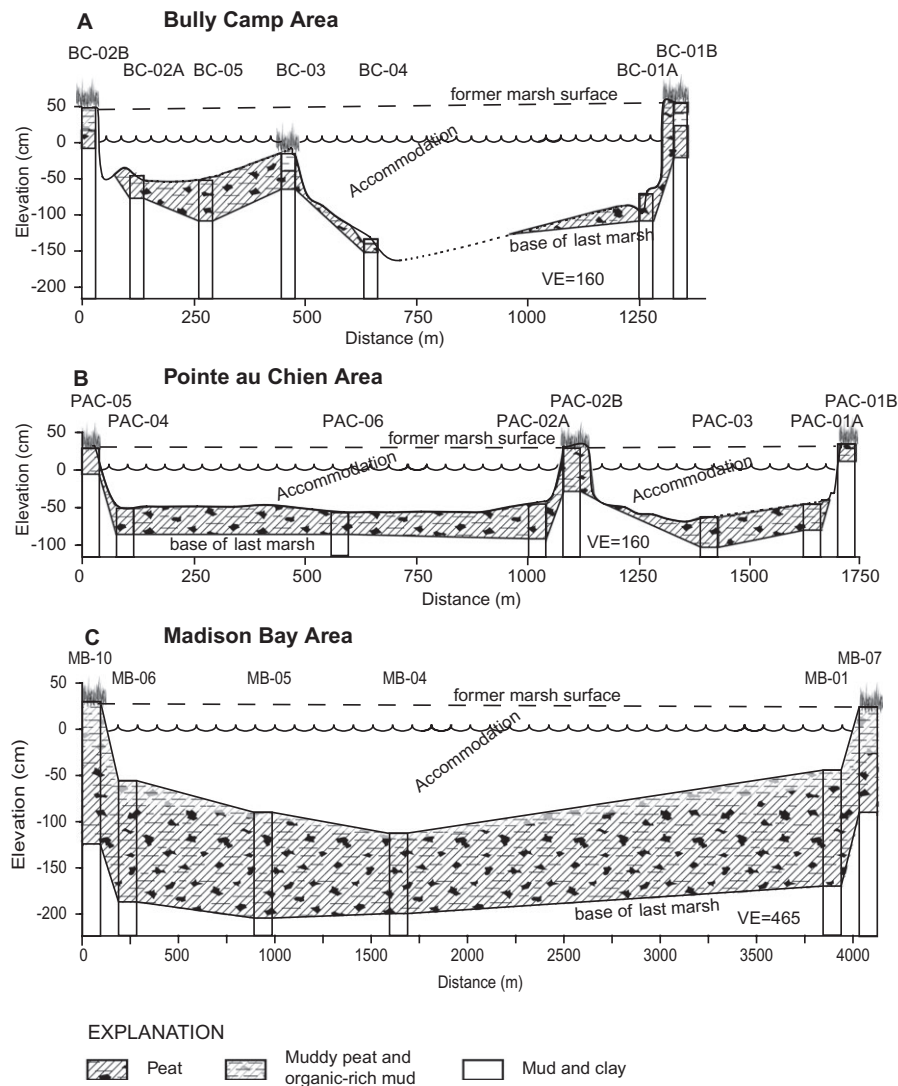 A Bully Camp Area
BC-02B BC-01B
BC-02A BC-05 BC-03 BC-04 BC-01A
former marsh surface
50
0
-50
-100
-150
-200
Elevation (cm)
Accommodation
base of last marsh
VE=160
0 250 500 750 1000 1250
Distance (m)
B Pointe au Chien Area
PAC-05 PAC-02B PAC-01B
PAC-04 PAC-06 PAC-02A PAC-03 PAC-01A
former marsh surface
50
0
-50
-100
Elevation (cm)
Accommodation Accommodation
base of last marsh VE=160
0 250 500 750 1000 1250 1500 1750
Distance (m)
C Madison Bay Area
MB-10 MB-07
MB-06 MB-05 MB-04 MB-01
former marsh surface
50
0
-50
-100
-150
-200
Elevation (cm)
Accommodation
base of last marsh
VE=465
0 500 1000 1500 2000 2500 3000 3500 4000
Distance (m)
EXPLANATION
Peat
Muddy peat and
organic-rich mud
Mud and clay